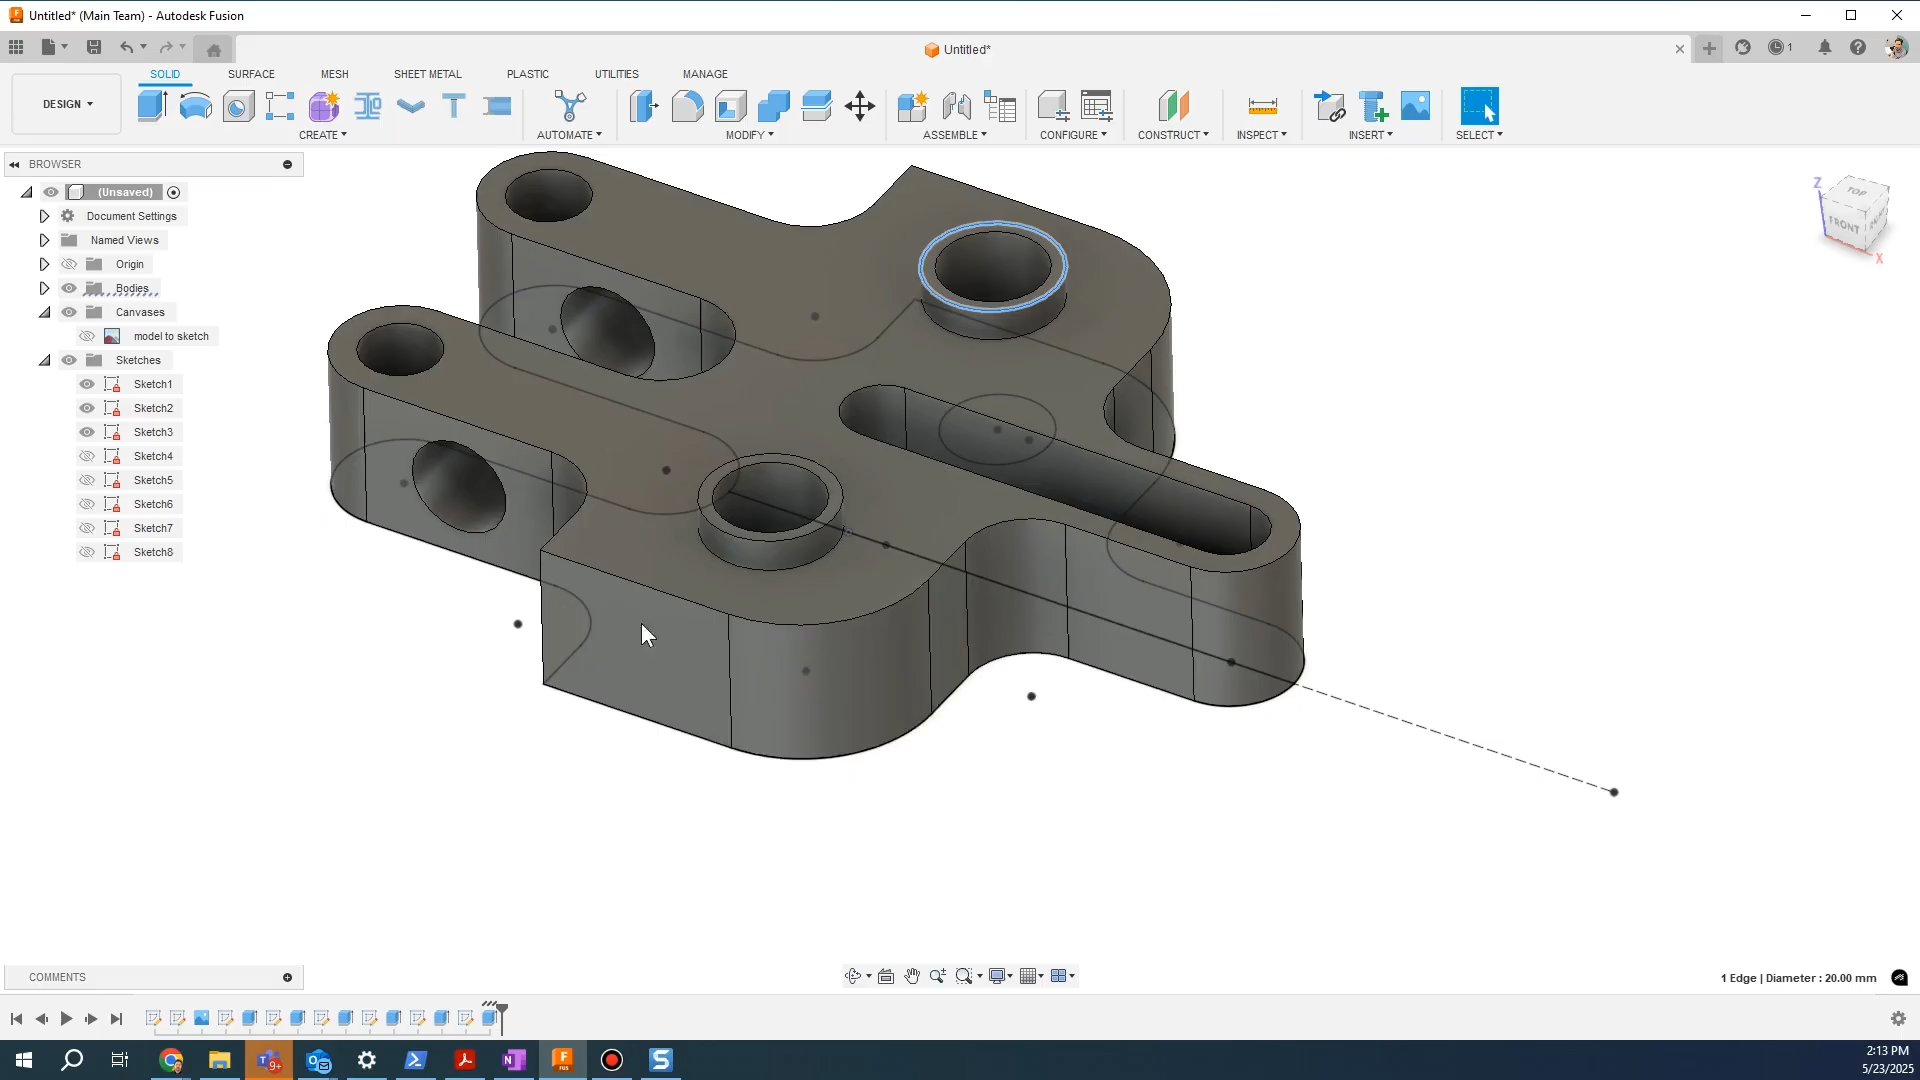 Untitled* (Main Team) - Autodesk Fusion
Untitled*
1
DESIGN
SOLID
SURFACE
MESH
SHEET METAL
PLASTIC
UTILITIES
MANAGE
CREATE
AUTOMATE
MODIFY
ASSEMBLE
CONFIGURE
CONSTRUCT
INSPECT
INSERT
SELECT
BROWSER
(Unsaved)
Document Settings
Named Views
Origin
Bodies
Canvases
model to sketch
Sketches
Sketch1
Sketch2
Sketch3
Sketch4
Sketch5
Sketch6
Sketch7
Sketch8
Z
TOP
FRONT
X
COMMENTS
1 Edge | Diameter : 20.00 mm
9+
2:13 PM
5/23/2025